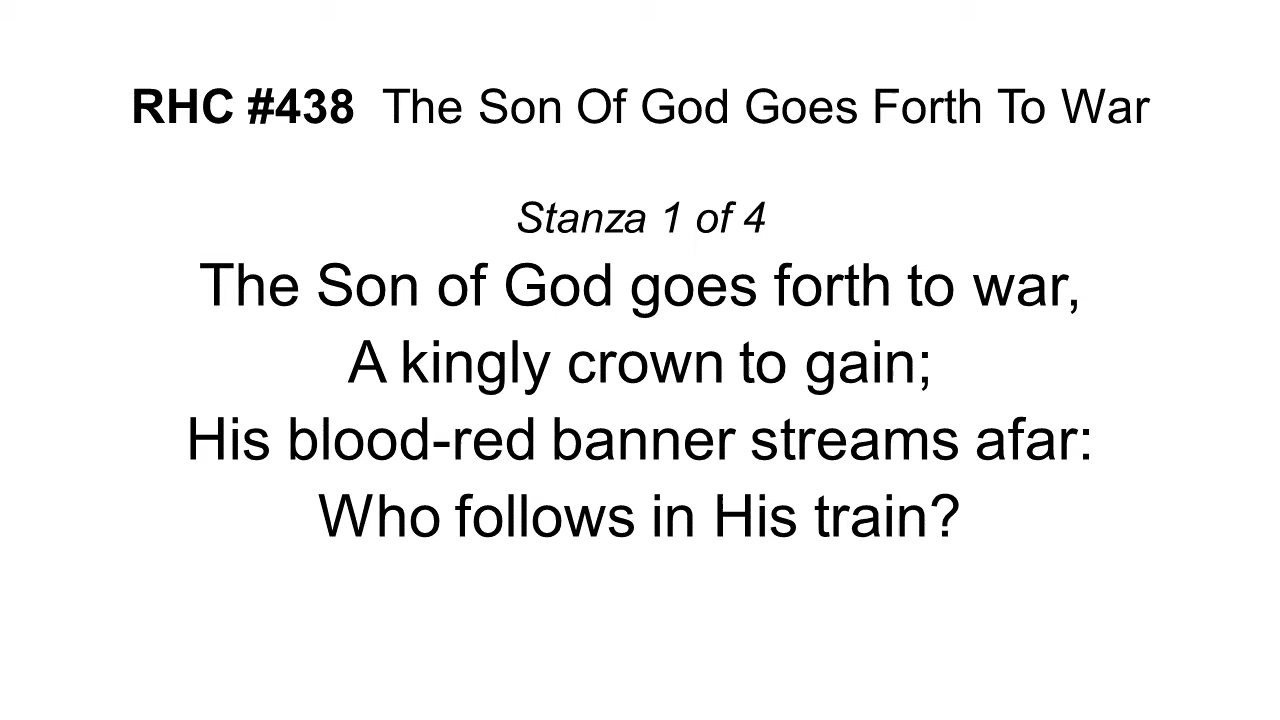 RHC #438 The Son Of God Goes Forth To War
Stanza 1 of 4
The Son of God goes forth to war,
A kingly crown to gain;
His blood-red banner streams afar:
Who follows in His train?